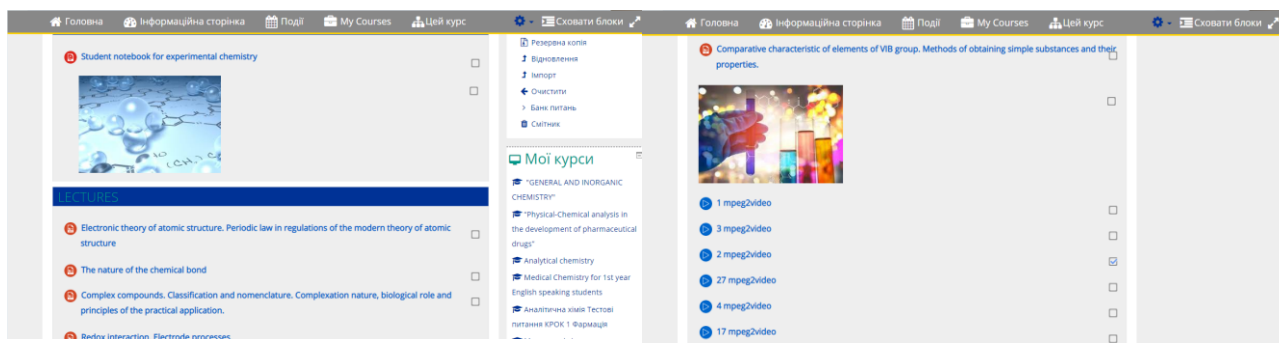 Головна Інформаційна сторінка Події My Courses Цей курс Сховати блоки
Student notebook for experimental chemistry
LECTURES
Electronic theory of atomic structure. Periodic law in regulations of the modern theory of atomic
structure
The nature of the chemical bond
Complex compounds. Classification and nomenclature. Complexation nature, biological role and
principles of the practical application.
Redox interaction. Electrode processes.
Резервна копія
Відновлення
Імпорт
Очистити
Банк питань
Смітник
Мої курси
"GENERAL AND INORGANIC
CHEMISTRY"
"Physical-Chemical analysis in
the development of pharmaceutical
drugs"
Analytical chemistry
Medical Chemistry for 1st year
English speaking students
Аналітична хімія Тестові
питання КРОК 1 Фармація
Головна Інформаційна сторінка Події My Courses Цей курс Сховати блоки
Comparative characteristic of elements of VIB group. Methods of obtaining simple substances and their
properties.
1 mpeg2video
3 mpeg2video
2 mpeg2video
27 mpeg2video
4 mpeg2video
17 mpeg2video